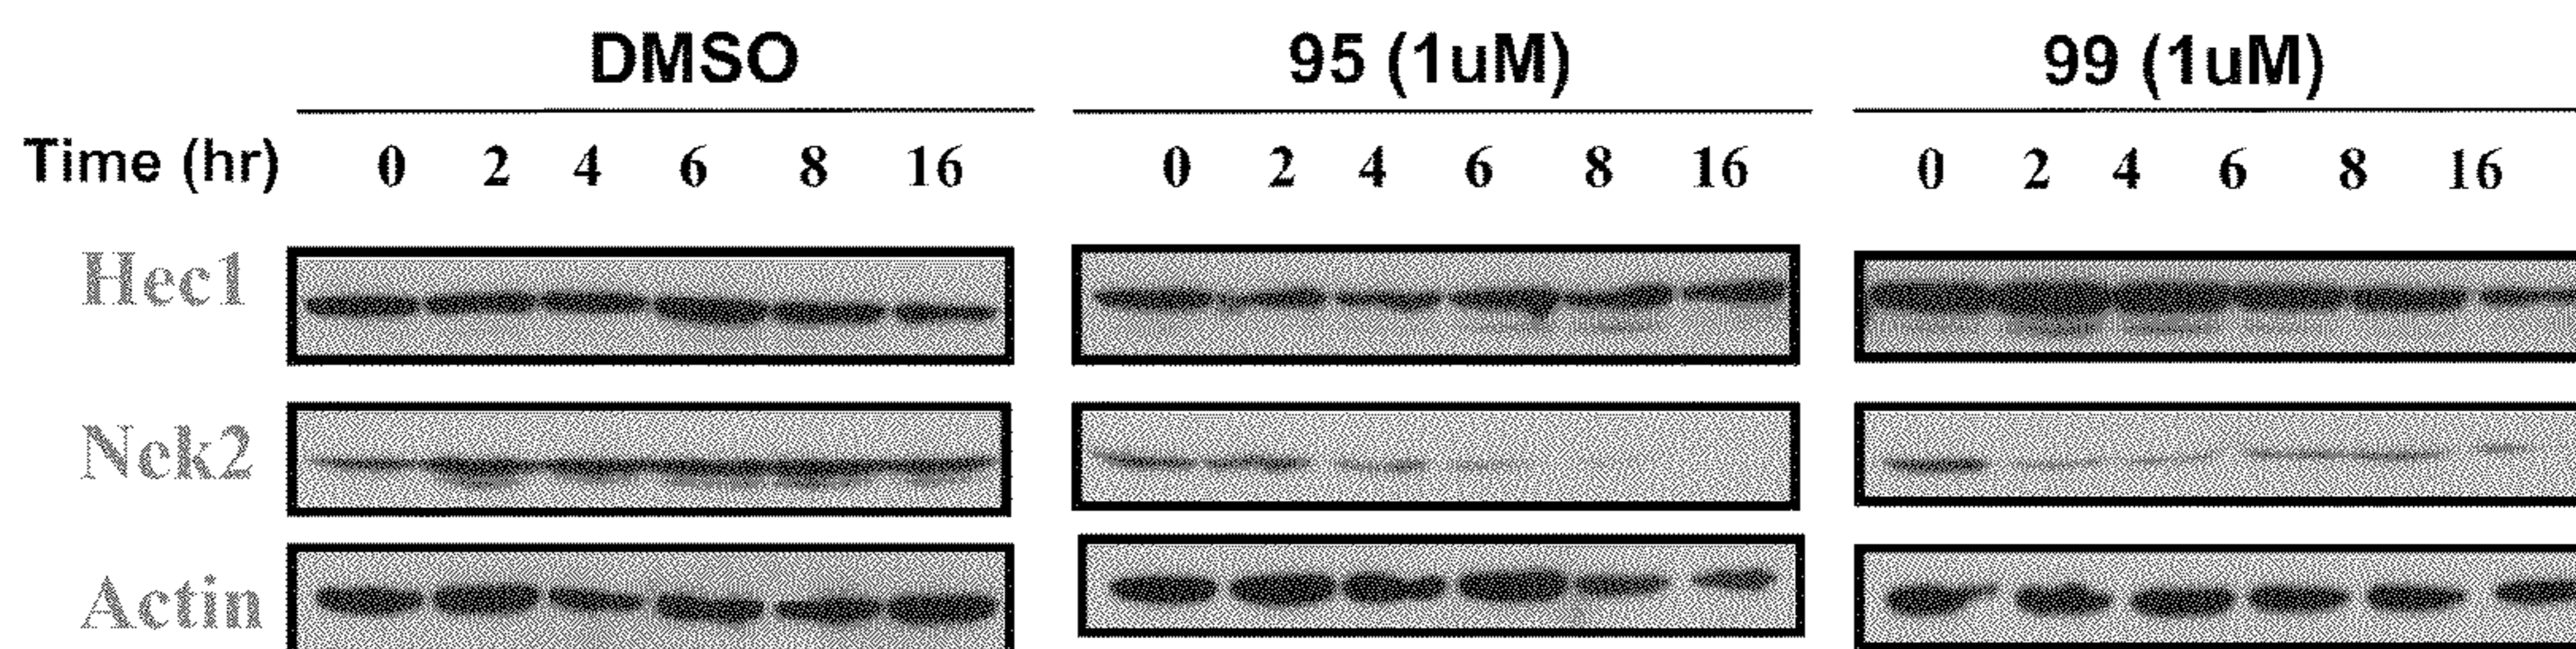 DMSO 95 (1uM) 99 (1uM)
Time (hr) 0 2 4 6 8 16 0 2 4 6 8 16 0 2 4 6 8 16
Hec1
Nek2
Actin